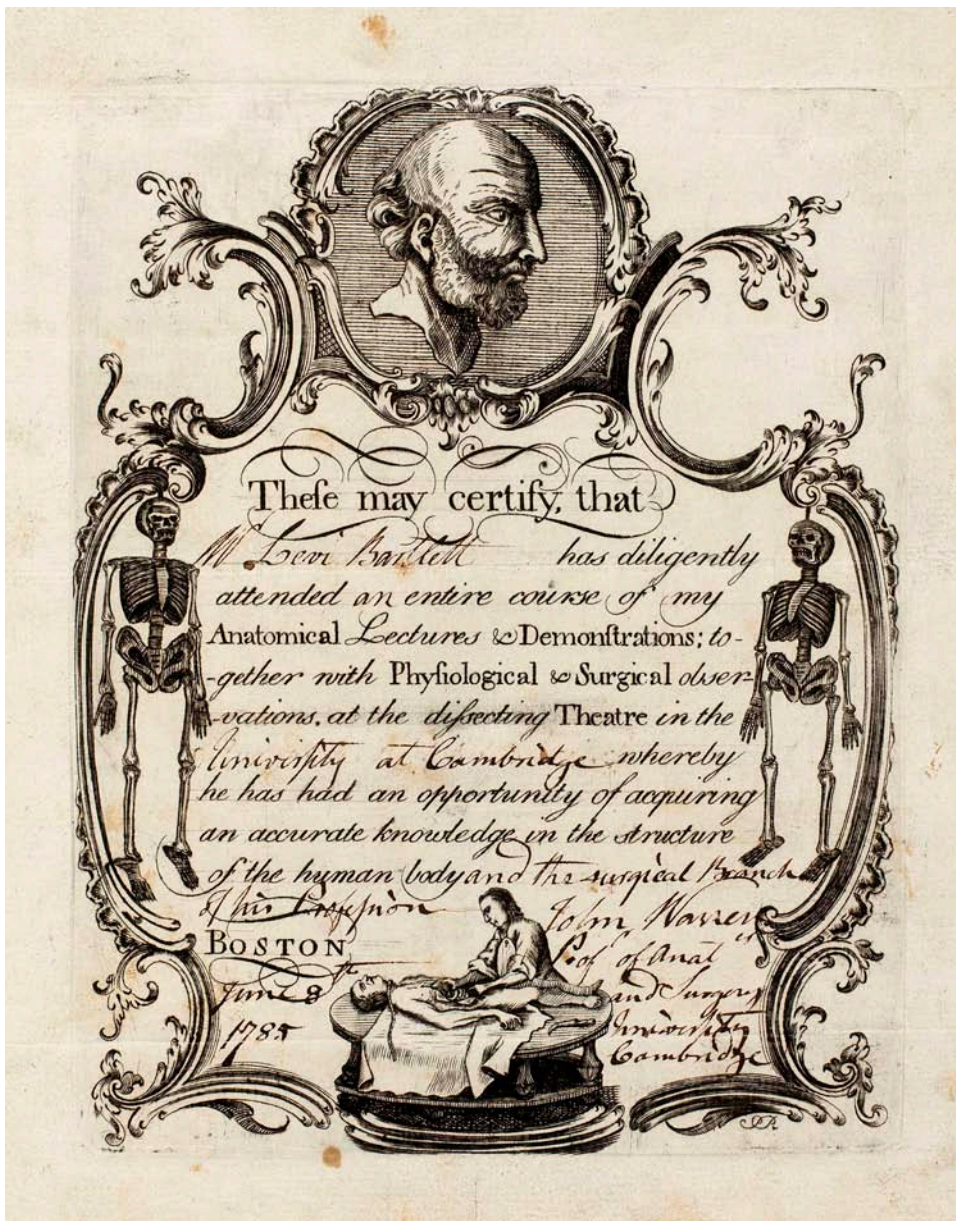 Theſe may certify, that
Mr Levi Bartlett has diligently
attended an entire course of my
Anatomical Lectures & Demonſtrations; to-
-gether with Phyſiological & Surgical obser-
-vations, at the diſsecting Theatre in the
Univerſity at Cambridge whereby
he has had an opportunity of acquiring
an accurate knowledge in the structure
of the human body and the surgical Branch
of his Profeſsion John Warren
BOSTON Prof of Anaty
June 8th and Surgery
1785 Univerſity
Cambridge
PR